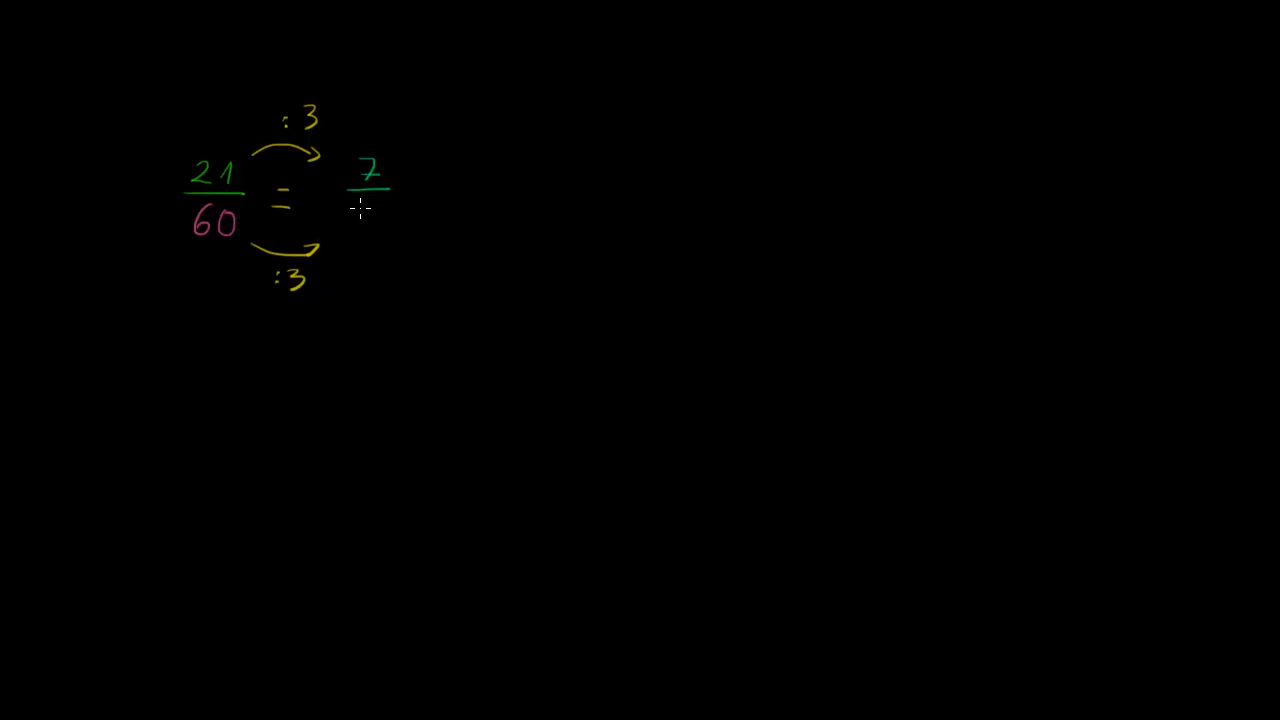 :3
21/60 = 7/
:3